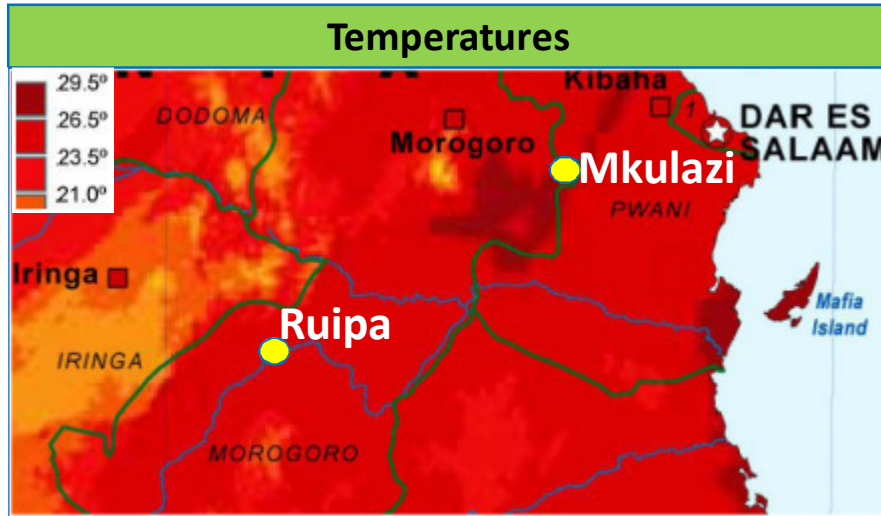 Temperatures
29.5º
26.5º
23.5º
21.0º
DODOMA
Morogoro
Kibaha
1
DAR ES
SALAAM
Mkulazi
PWANI
Iringa
Ruipa
Mafia
Island
IRINGA
MOROGORO